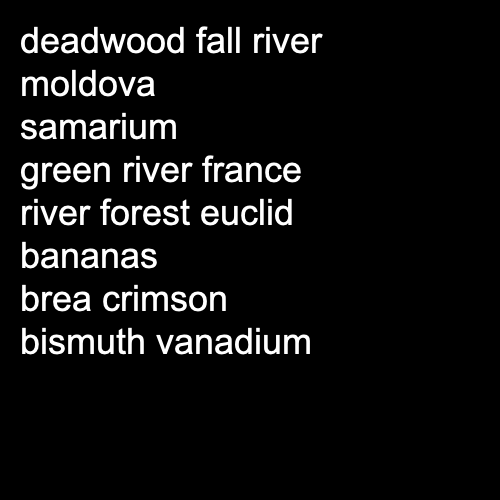 deadwood fall river
moldova
samarium
green river france
river forest euclid
bananas
brea crimson
bismuth vanadium